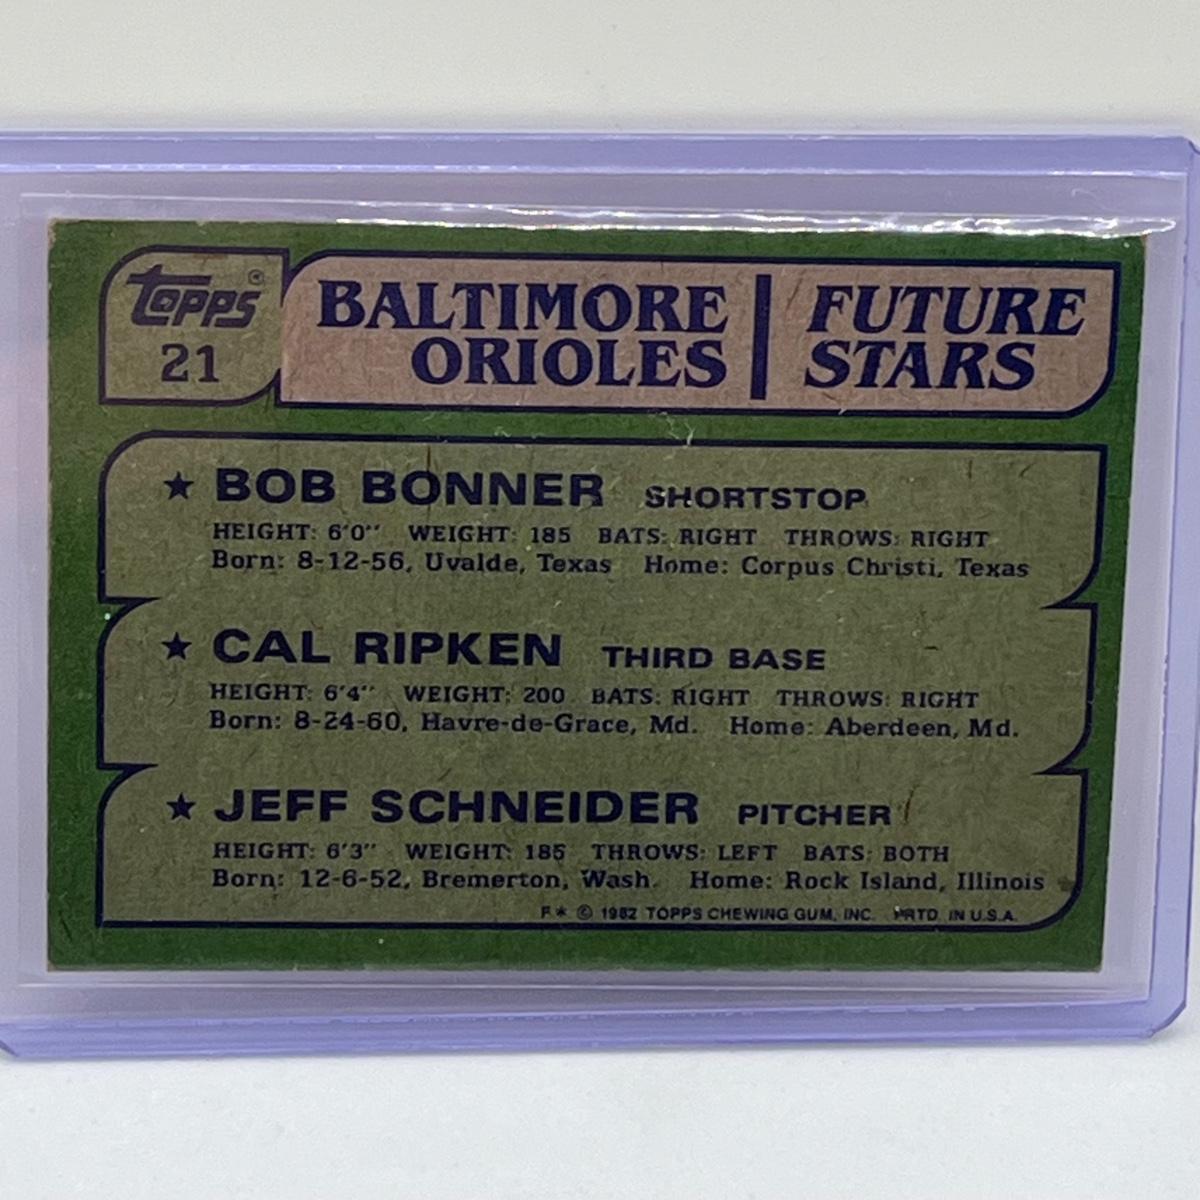 Topps®
21
BALTIMORE
ORIOLES
FUTURE
STARS
★ BOB BONNER SHORTSTOP
HEIGHT: 6'0" WEIGHT: 185 BATS: RIGHT THROWS: RIGHT
Born: 8-12-56, Uvalde, Texas Home: Corpus Christi, Texas
★ CAL RIPKEN THIRD BASE
HEIGHT: 6'4" WEIGHT: 200 BATS: RIGHT THROWS: RIGHT
Born: 8-24-60, Havre-de-Grace, Md. Home: Aberdeen, Md.
★ JEFF SCHNEIDER PITCHER
HEIGHT: 6'3" WEIGHT: 185 THROWS: LEFT BATS: BOTH
Born: 12-6-52, Bremerton, Wash. Home: Rock Island, Illinois
F* © 1982 TOPPS CHEWING GUM, INC. PRTD. IN U.S.A.